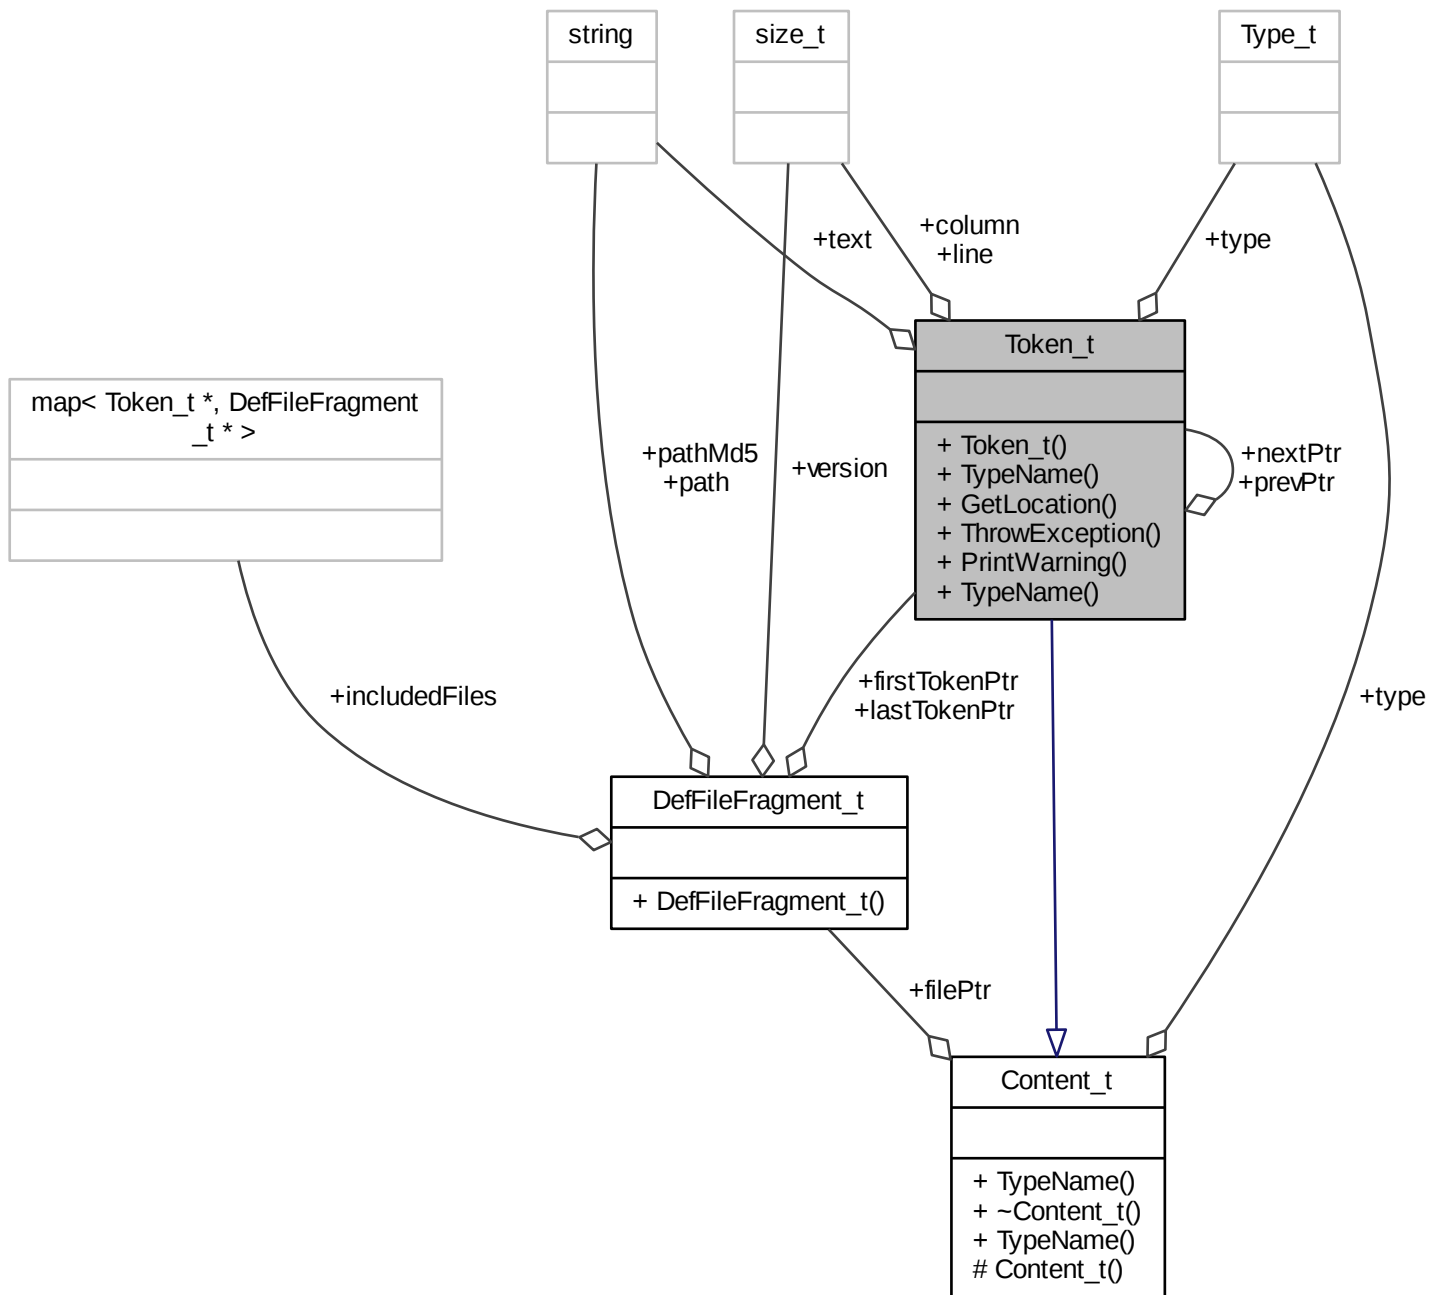 string
size_t
Type_t
+text
+column
+line
+type
Token_t
map< Token_t *, DefFileFragment
_t * >
+ Token_t()
+ TypeName()
+ GetLocation()
+ ThrowException()
+ PrintWarning()
+ TypeName()
+nextPtr
+prevPtr
+pathMd5
+path
+version
+includedFiles
+firstTokenPtr
+lastTokenPtr
+type
DefFileFragment_t
+ DefFileFragment_t()
+filePtr
Content_t
+ TypeName()
+ ~Content_t()
+ TypeName()
# Content_t()